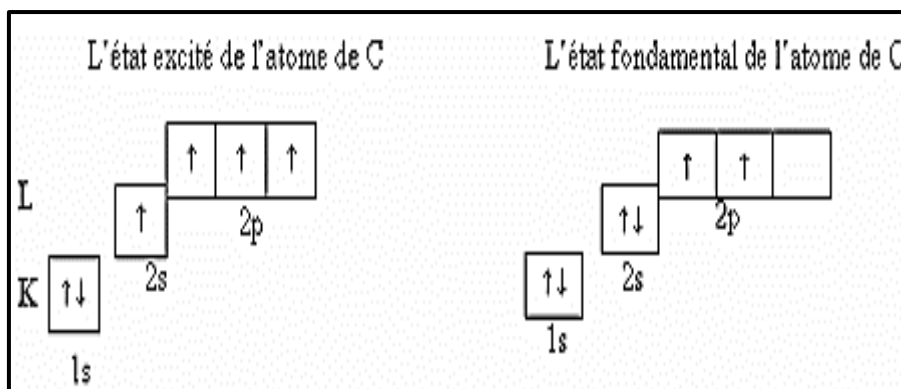 L'état excité de l'atome de C
L'état fondamental de l'atome de C
↑ ↑ ↑
↑ ↑
L
↑
2p
↑↓
2p
2s
2s
K
↑↓
↑↓
1s
1s